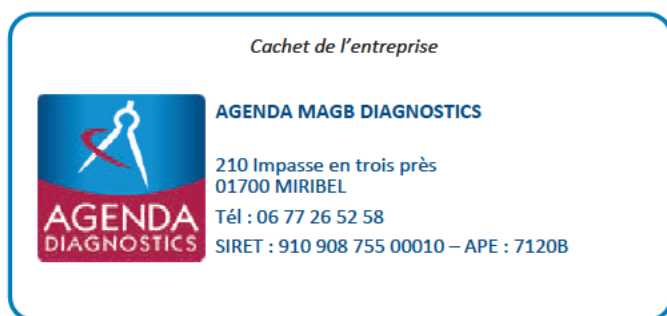 Cachet de l'entreprise
AGENDA MAGB DIAGNOSTICS
210 Impasse en trois près
01700 MIRIBEL
Tél : 06 77 26 52 58
SIRET : 910 908 755 00010 – APE : 7120B
AGENDA
DIAGNOSTICS